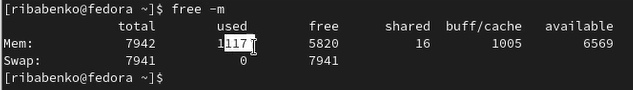 [ribabenko@fedora ~]$ free -m
total used free shared buff/cache available
Mem: 7942 1117 5820 16 1005 6569
Swap: 7941 0 7941
[ribabenko@fedora ~]$